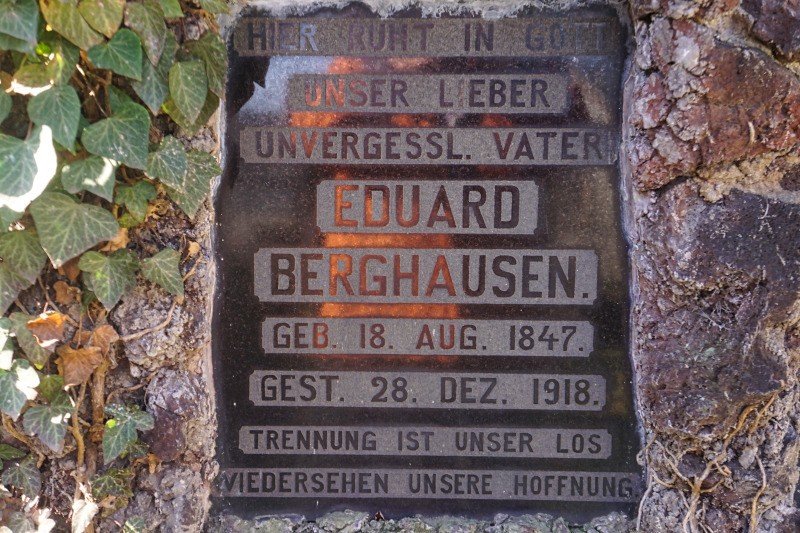 HIER RUHT IN GOTT
UNSER LIEBER
UNVERGESSL. VATER
EDUARD
BERGHAUSEN.
GEB. 18. AUG. 1847.
GEST. 28. DEZ. 1918.
TRENNUNG IST UNSER LOS
WIEDERSEHEN UNSERE HOFFNUNG.